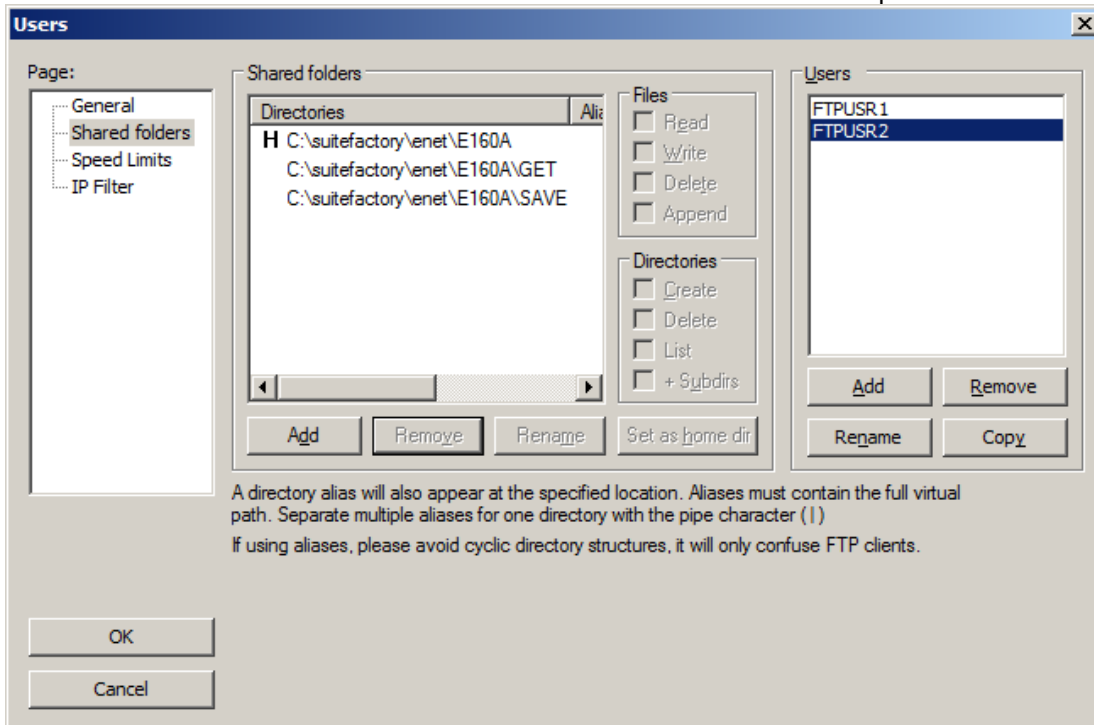 Users
Page:
General
Shared folders
Speed Limits
IP Filter
Shared folders
Directories Alia
H C:\suitefactory\enet\E160A
C:\suitefactory\enet\E160A\GET
C:\suitefactory\enet\E160A\SAVE
Add Remove Rename Set as home dir
Files
Read
Write
Delete
Append
Directories
Create
Delete
List
+ Subdirs
Users
FTPUSR1
FTPUSR2
Add Remove
Rename Copy
A directory alias will also appear at the specified location. Aliases must contain the full virtual
path. Separate multiple aliases for one directory with the pipe character (|)
If using aliases, please avoid cyclic directory structures, it will only confuse FTP clients.
OK
Cancel